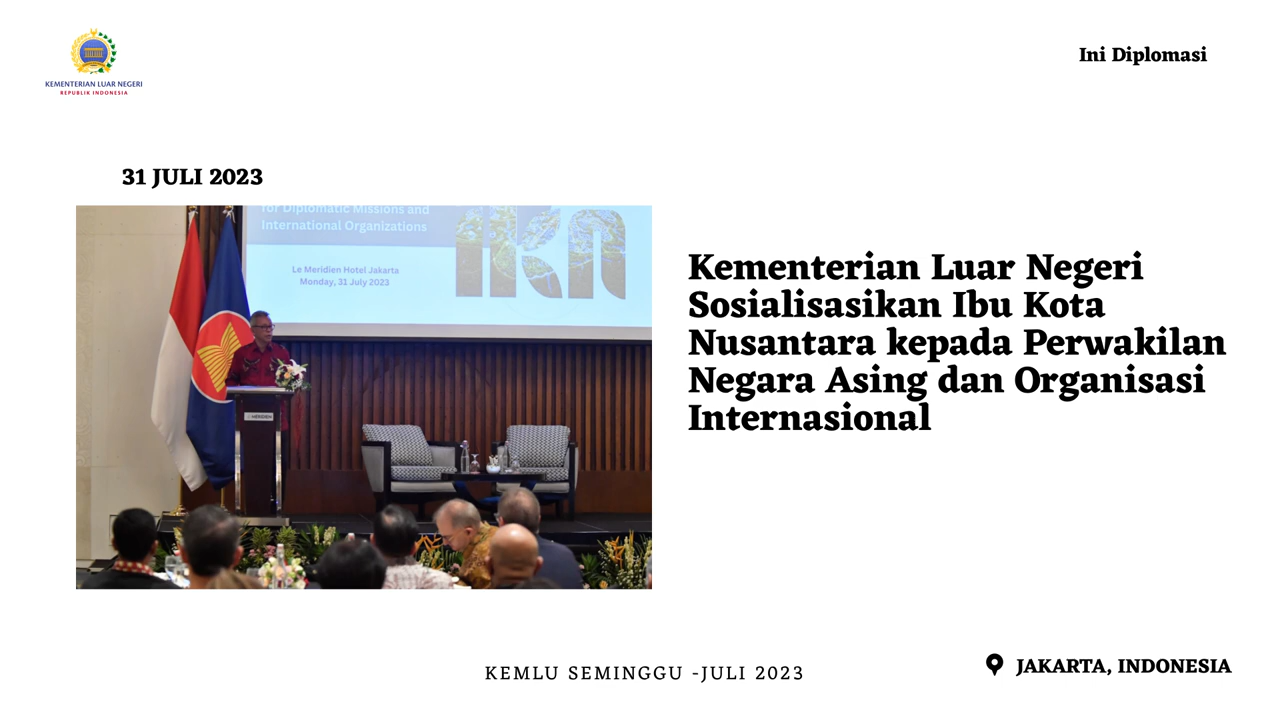 KEMENTERIAN LUAR NEGERI
REPUBLIK INDONESIA
Ini Diplomasi
31 JULI 2023
for Diplomatic Missions and
International Organizations
IKN
Le Meridien Hotel Jakarta
Monday, 31 July 2023
MERIDIEN
Kementerian Luar Negeri
Sosialisasikan Ibu Kota
Nusantara kepada Perwakilan
Negara Asing dan Organisasi
Internasional
KEMLU SEMINGGU -JULI 2023
JAKARTA, INDONESIA